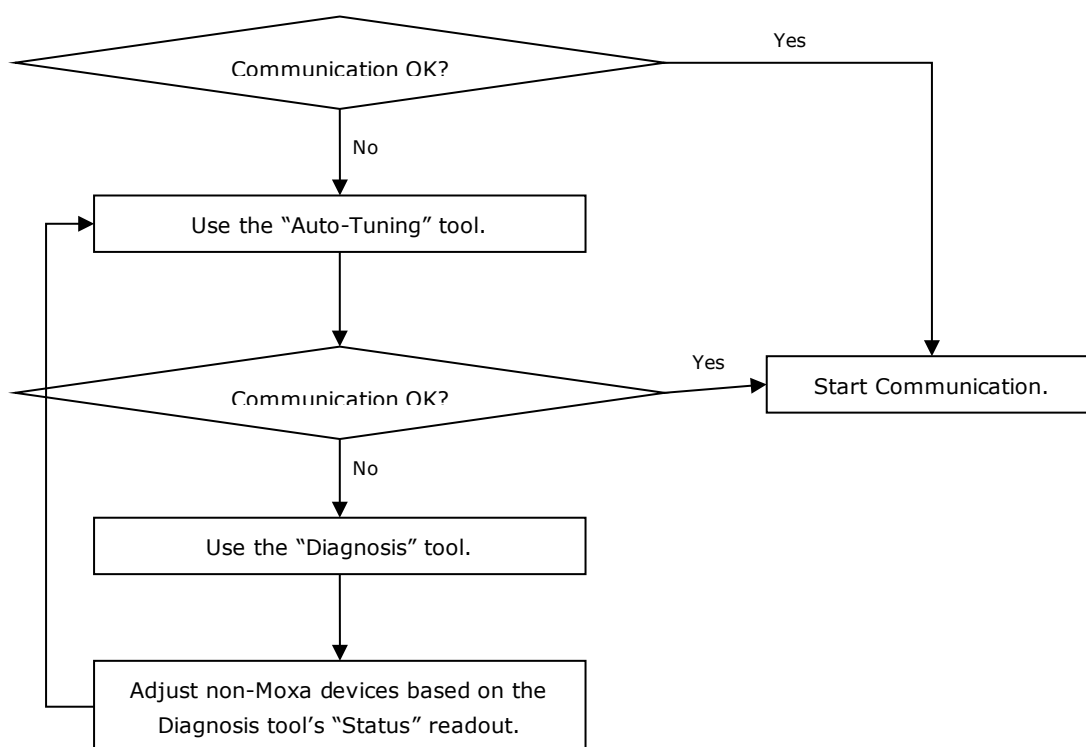 Communication OK?
Yes
No
Use the “Auto-Tuning” tool.
Communication OK?
Yes
Start Communication.
No
Use the “Diagnosis” tool.
Adjust non-Moxa devices based on the
Diagnosis tool’s “Status” readout.